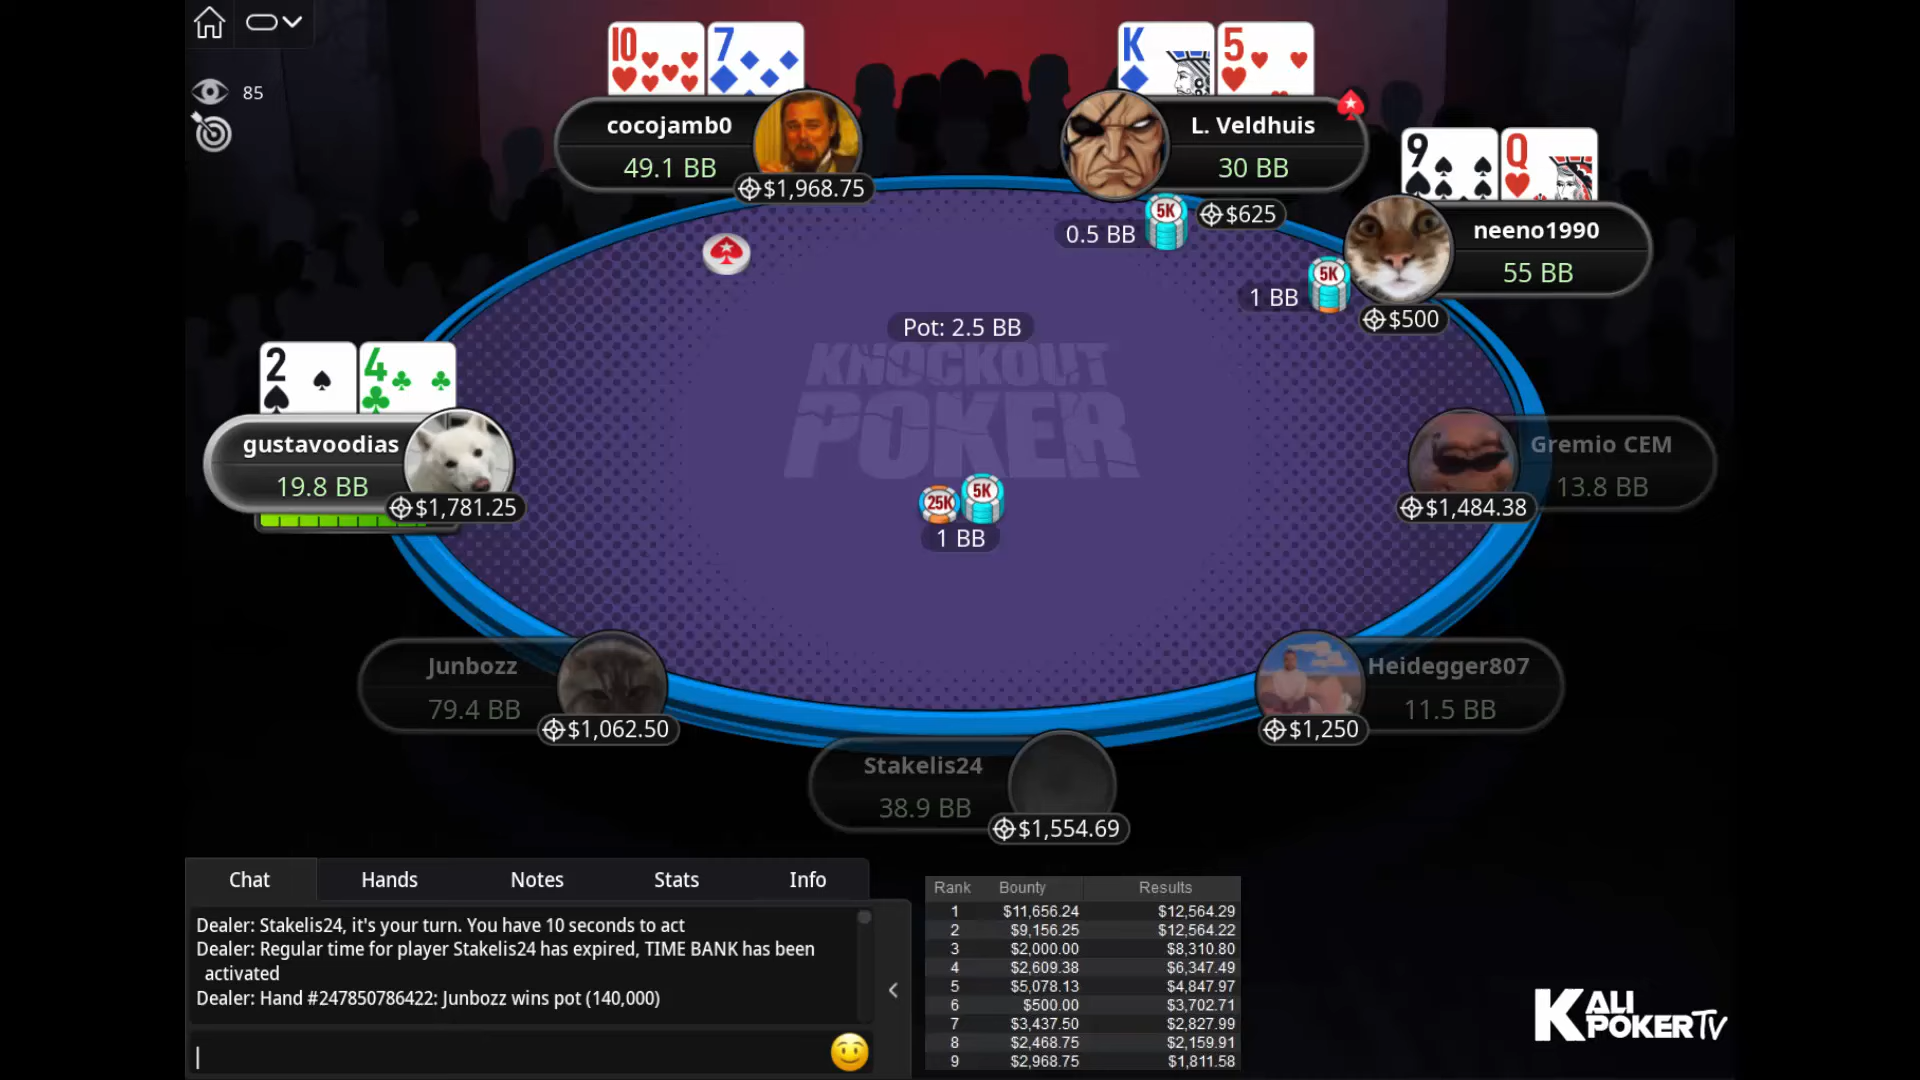 85
10 7
K 5
cocojamb0
49.1 BB
$1,968.75
L. Veldhuis
30 BB
$625
9 Q
neeno1990
55 BB
$500
0.5 BB
5K
1 BB
5K
Pot: 2.5 BB
KNOCKOUT
POKER
2 4
gustavoodias
19.8 BB
$1,781.25
Gremio CEM
13.8 BB
$1,484.38
25K 5K
1 BB
Junbozz
79.4 BB
$1,062.50
Heidegger807
11.5 BB
$1,250
Stakelis24
38.9 BB
$1,554.69
Chat Hands Notes Stats Info
Dealer: Stakelis24, it's your turn. You have 10 seconds to act
Dealer: Regular time for player Stakelis24 has expired, TIME BANK has been
activated
Dealer: Hand #247850786422: Junbozz wins pot (140,000)
Rank Bounty Results
1 $11,656.24 $12,564.29
2 $9,156.25 $12,564.22
3 $2,000.00 $8,310.80
4 $2,609.38 $6,347.49
5 $5,078.13 $4,847.97
6 $500.00 $3,702.71
7 $3,437.50 $2,827.99
8 $2,468.75 $2,159.91
9 $2,968.75 $1,811.58
KALI
POKERTV